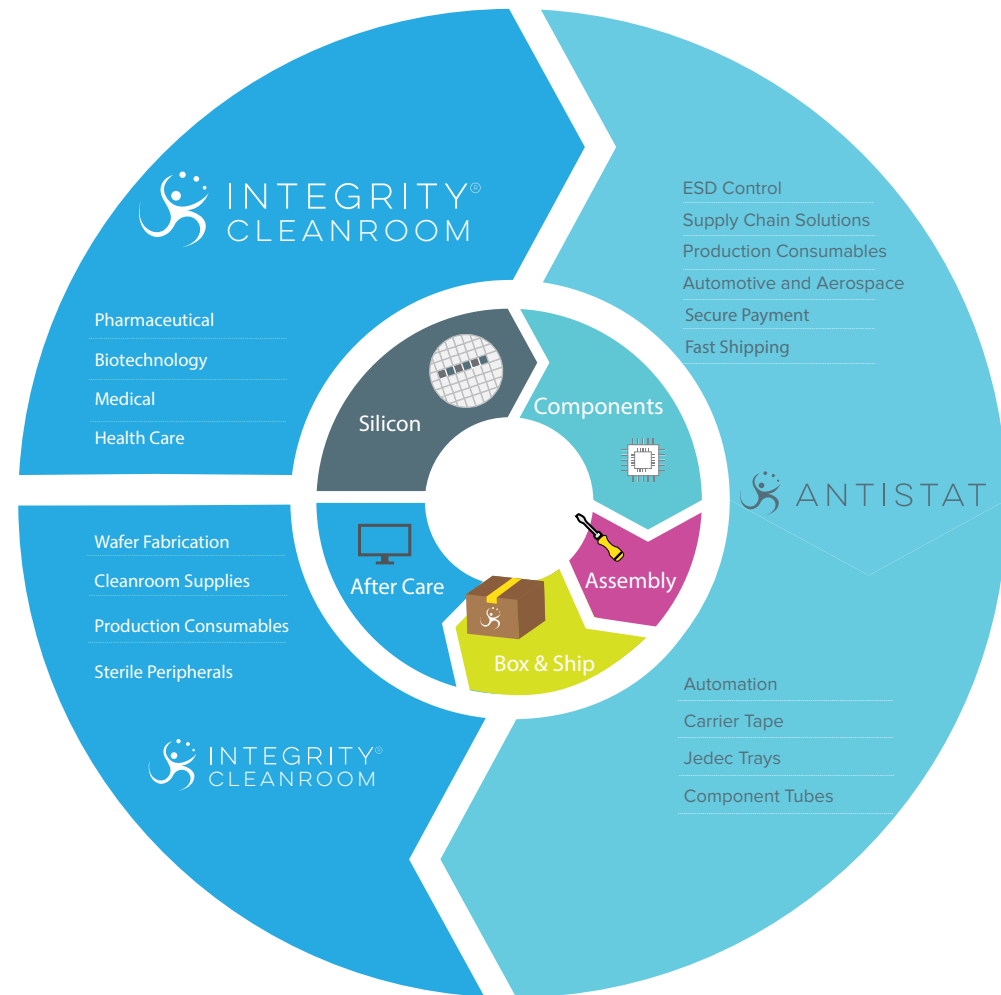 INTEGRITY®
CLEANROOM
Pharmaceutical
Biotechnology
Medical
Health Care
ESD Control
Supply Chain Solutions
Production Consumables
Automotive and Aerospace
Secure Payment
Fast Shipping
Silicon
Components
ANTISTAT
Assembly
Box & Ship
After Care
Wafer Fabrication
Cleanroom Supplies
Production Consumables
Sterile Peripherals
INTEGRITY®
CLEANROOM
Automation
Carrier Tape
Jedec Trays
Component Tubes